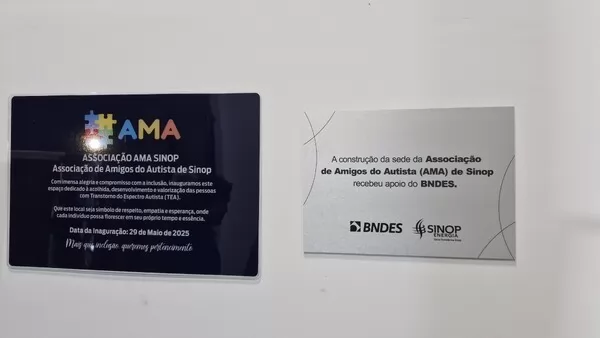 AMA
ASSOCIAÇÃO AMA SINOP
Associação de Amigos do Autista de Sinop
Com imensa alegria e compromisso com a inclusão, inauguramos este
espaço dedicado à acolhida, desenvolvimento e valorização das pessoas
com Transtorno do Espectro Autista (TEA).
Que este local seja símbolo de respeito, empatia e esperança, onde
cada indivíduo possa florescer em seu próprio tempo e essência.
Data da Inauguração: 29 de Maio de 2025
Mais que inclusão, queremos pertencimento
A construção da sede da Associação
de Amigos do Autista (AMA) de Sinop
recebeu apoio do BNDES.
BNDES
SINOP
ENERGIA